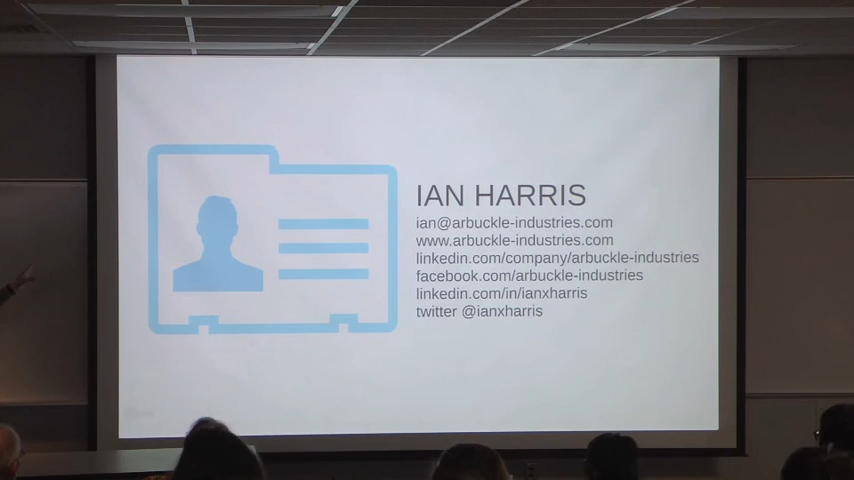 IAN HARRIS
ian@arbuckle-industries.com
www.arbuckle-industries.com
linkedin.com/company/arbuckle-industries
facebook.com/arbuckle-industries
linkedin.com/in/ianxharris
twitter @ianxharris